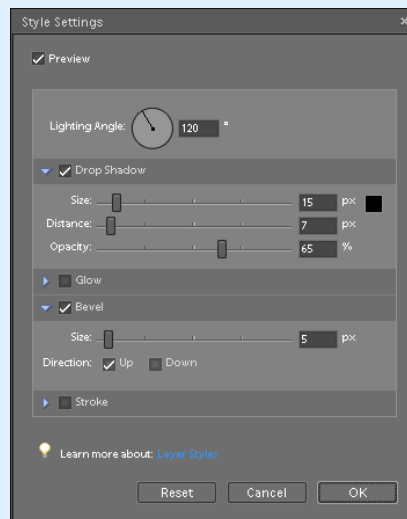 Style Settings
Preview
Lighting Angle: 120 °
Drop Shadow
Size: 15 px
Distance: 7 px
Opacity: 65 %
Glow
Bevel
Size: 5 px
Direction: Up Down
Stroke
Learn more about: Layer Styles
Reset Cancel OK